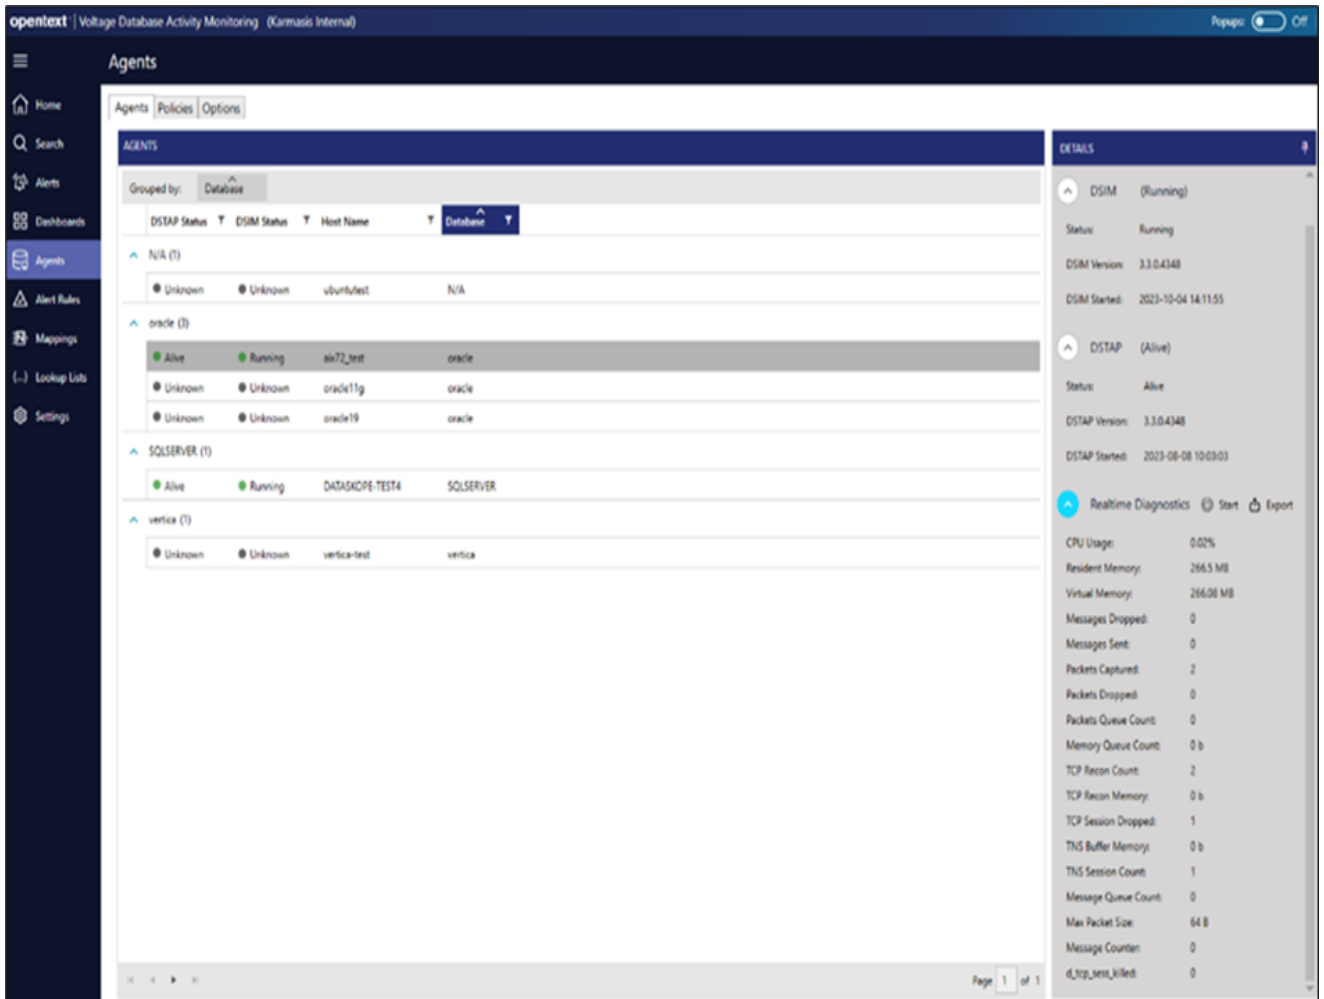 opentext | Voltage Database Activity Monitoring (Karmasis Internal) Popups: Off
Agents
Home
Search
Alerts
Dashboards
Agents
Alert Rules
Mappings
(...) Lookup Lists
Settings
Agents Policies Options
AGENTS
Grouped by: Database
DSTAP Status DSIM Status Host Name Database
N/A (1)
Unknown Unknown ubuntutest N/A
oracle (3)
Alive Running aix72_test oracle
Unknown Unknown oracle11g oracle
Unknown Unknown oracle19 oracle
SQLSERVER (1)
Alive Running DATASKOPE-TEST4 SQLSERVER
vertica (1)
Unknown Unknown vertica-test vertica
Page 1 of 1
DETAILS
DSIM (Running)
Status: Running
DSIM Version: 3.3.0.4348
DSIM Started: 2023-10-04 14:11:55
DSTAP (Alive)
Status: Alive
DSTAP Version: 3.3.0.4348
DSTAP Started: 2023-08-08 10:03:03
Realtime Diagnostics Start Export
CPU Usage: 0.02%
Resident Memory: 266.5 MB
Virtual Memory: 266.08 MB
Messages Dropped: 0
Messages Sent: 0
Packets Captured: 2
Packets Dropped: 0
Packets Queue Count: 0
Memory Queue Count: 0 b
TCP Recon Count: 2
TCP Recon Memory: 0 b
TCP Session Dropped: 1
TNS Buffer Memory: 0 b
TNS Session Count: 1
Message Queue Count: 0
Max Packet Size: 64 B
Message Counter: 0
d_tcp_sess_killed: 0